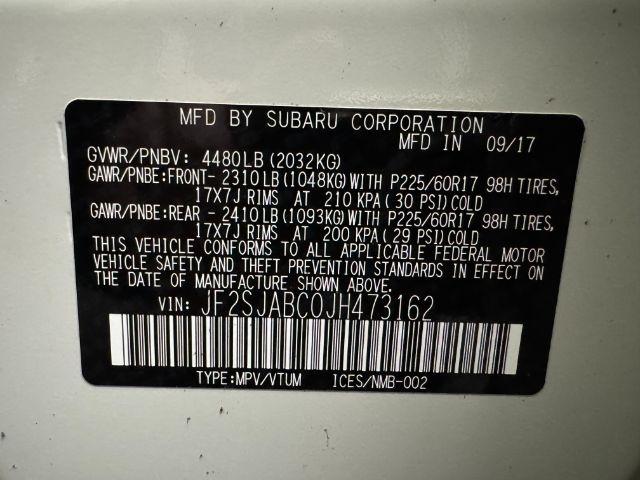 MFD BY SUBARU CORPORATION
MFD IN 09/17
GVWR/PNBV: 4480LB(2032KG)
GAWR/PNBE:FRONT- 2310LB(1048KG)WITH P225/60R17 98H TIRES,
17X7J RIMS AT 210 KPA( 30 PSI)COLD
GAWR/PNBE:REAR - 2410LB(1093KG)WITH P225/60R17 98H TIRES,
17X7J RIMS AT 200 KPA( 29 PSI)COLD
THIS VEHICLE CONFORMS TO ALL APPLICABLE FEDERAL MOTOR
VEHICLE SAFETY AND THEFT PREVENTION STANDARDS IN EFFECT ON
THE DATE OF MANUFACTURE SHOWN ABOVE.
VIN: JF2SJABC0JH473162
TYPE:MPV/VTUM ICES/NMB-002